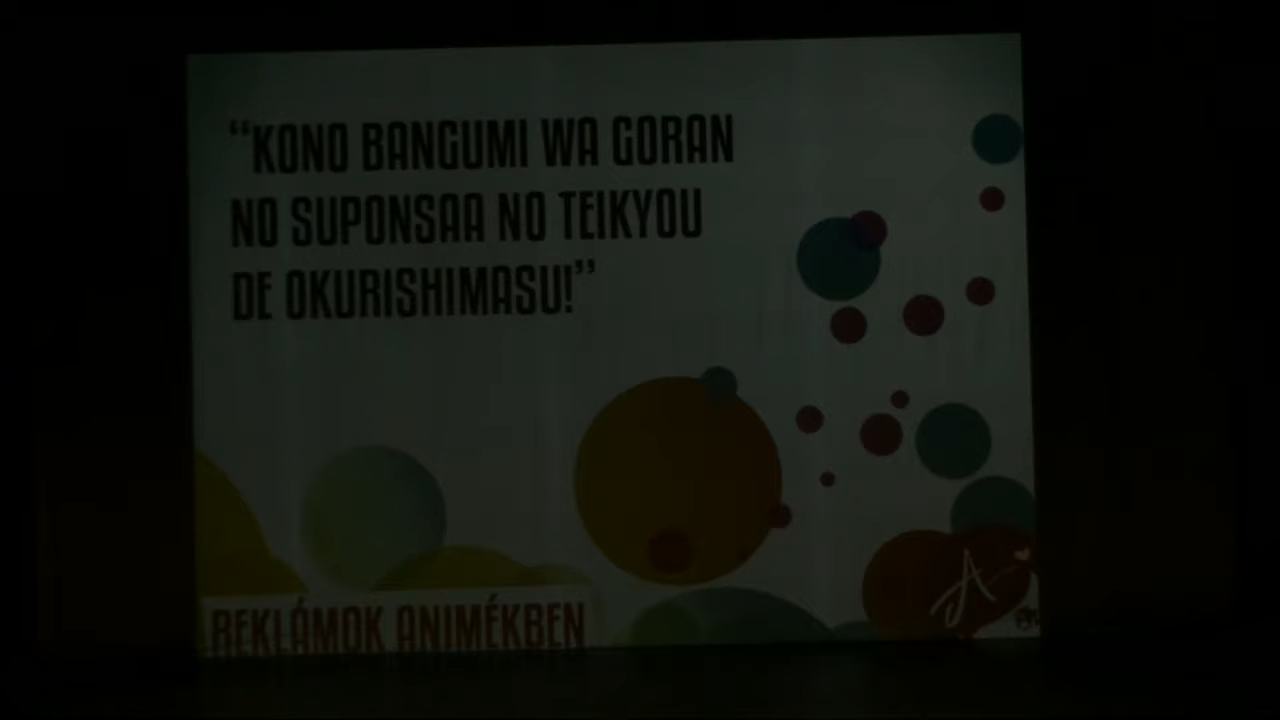 “KONO BANGUMI WA GORAN
NO SUPONSAA NO TEIKYOU
DE OKURISHIMASU!”
REKLÁMOK ANIMÉKBEN
A